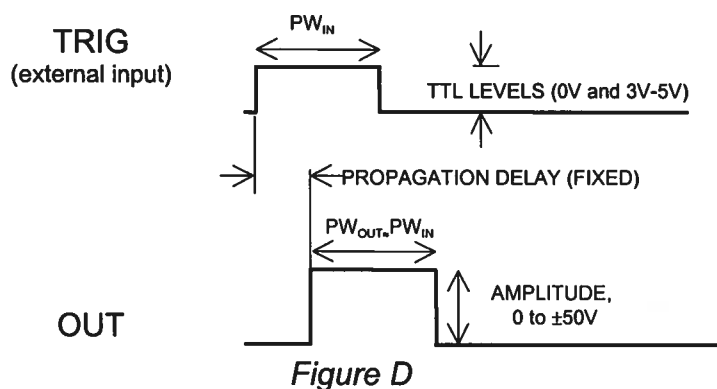 PW_IN
TRIG
(external input)
TTL LEVELS (0V and 3V-5V)
PROPAGATION DELAY (FIXED)
PW_OUT≈PW_IN
AMPLITUDE,
0 to ±50V
OUT
Figure D